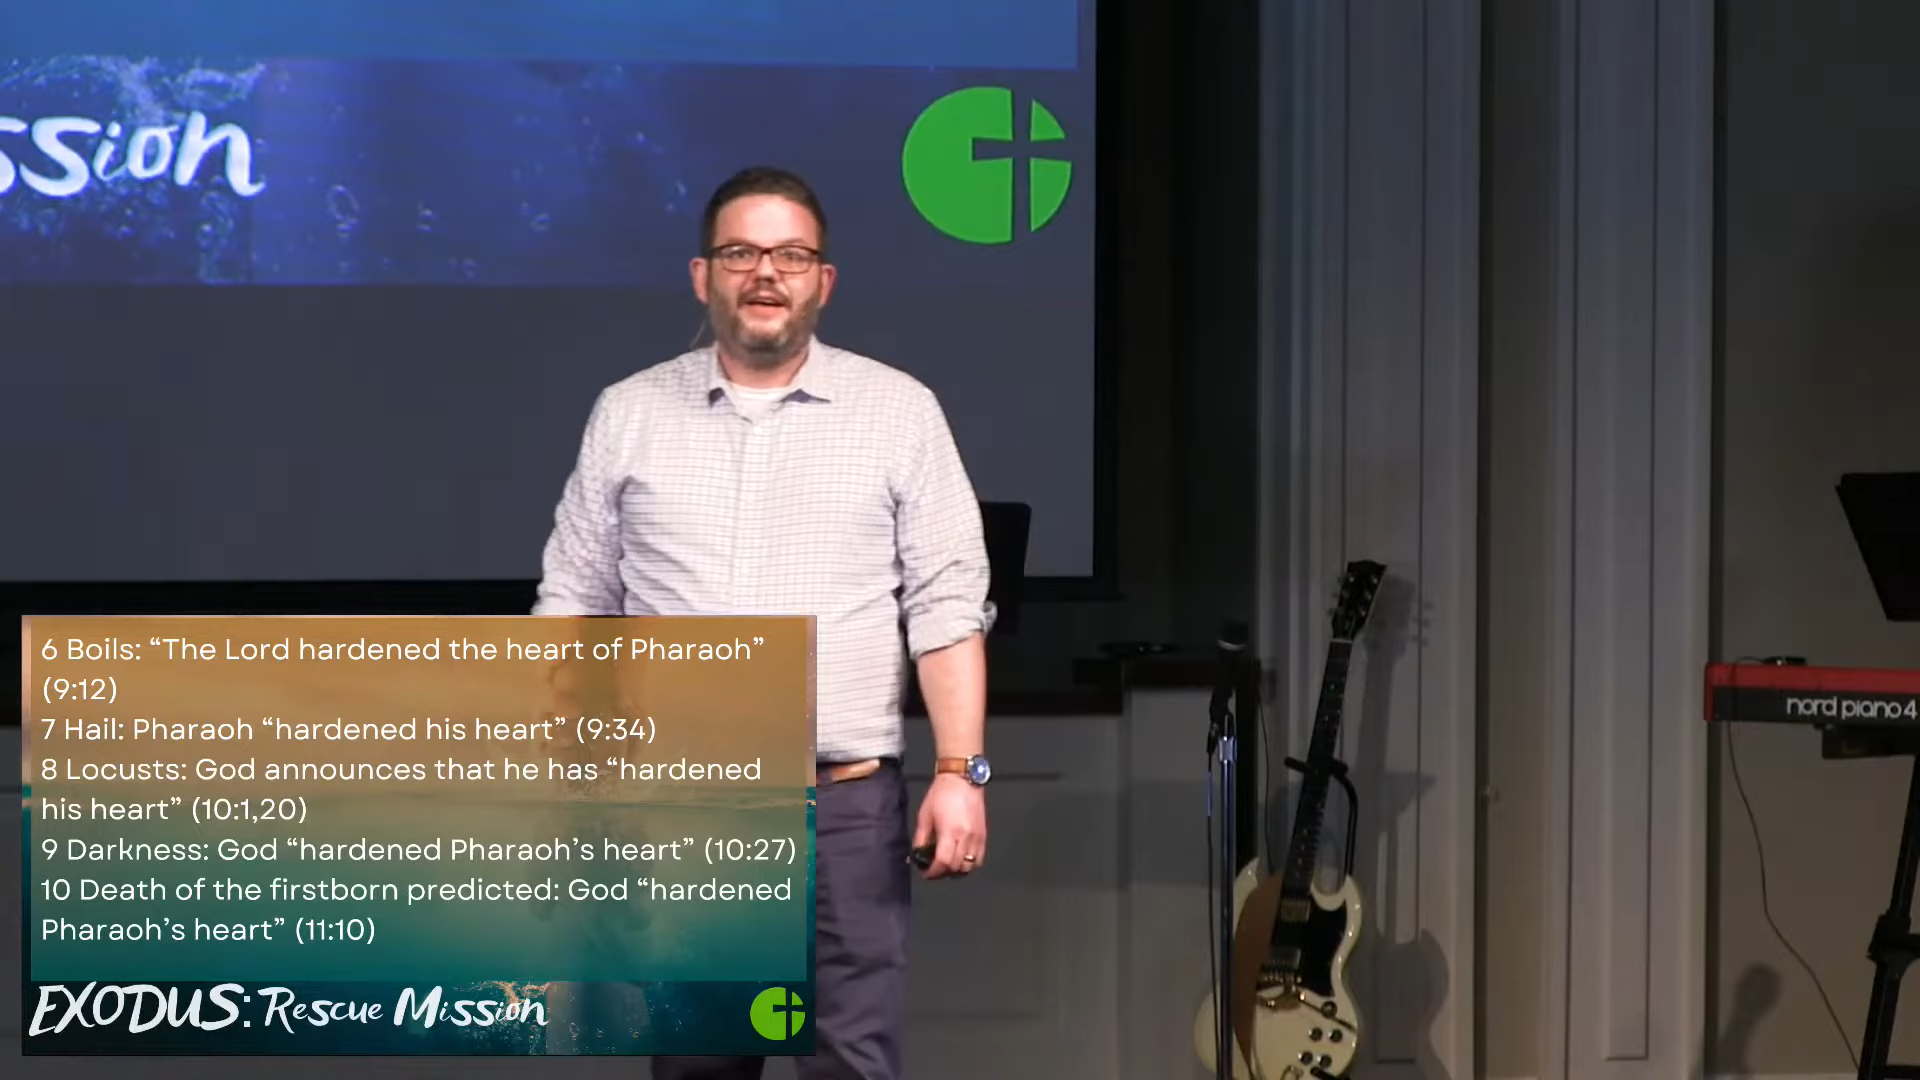 ssion
6 Boils: “The Lord hardened the heart of Pharaoh”
(9:12)
7 Hail: Pharaoh “hardened his heart” (9:34)
8 Locusts: God announces that he has “hardened
his heart” (10:1,20)
9 Darkness: God “hardened Pharaoh’s heart” (10:27)
10 Death of the firstborn predicted: God “hardened
Pharaoh’s heart” (11:10)
EXODUS: Rescue Mission
nord piano 4